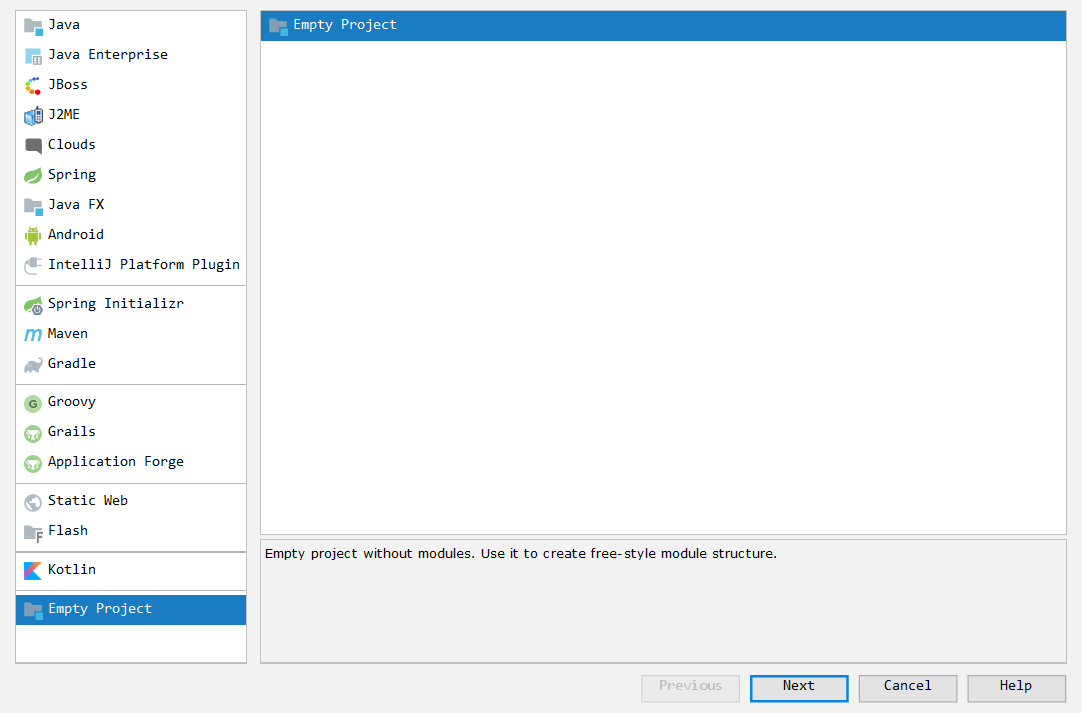 Java
Java Enterprise
JBoss
J2ME
Clouds
Spring
Java FX
Android
IntelliJ Platform Plugin
Spring Initializr
Maven
Gradle
Groovy
Grails
Application Forge
Static Web
Flash
Kotlin
Empty Project
Empty Project
Empty project without modules. Use it to create free-style module structure.
Previous Next Cancel Help